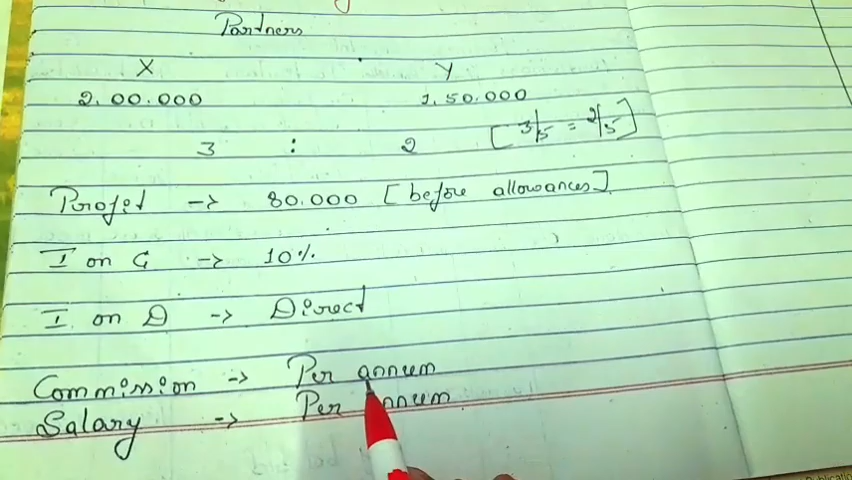 Partners
X Y
2,00,000 1,50,000
3 : 2 [3/5 = 2/5]
Profit -> 80.000 [before allowances]
I on C -> 10%
I on D -> Direct
Commission -> Per annum
Salary -> Per annum